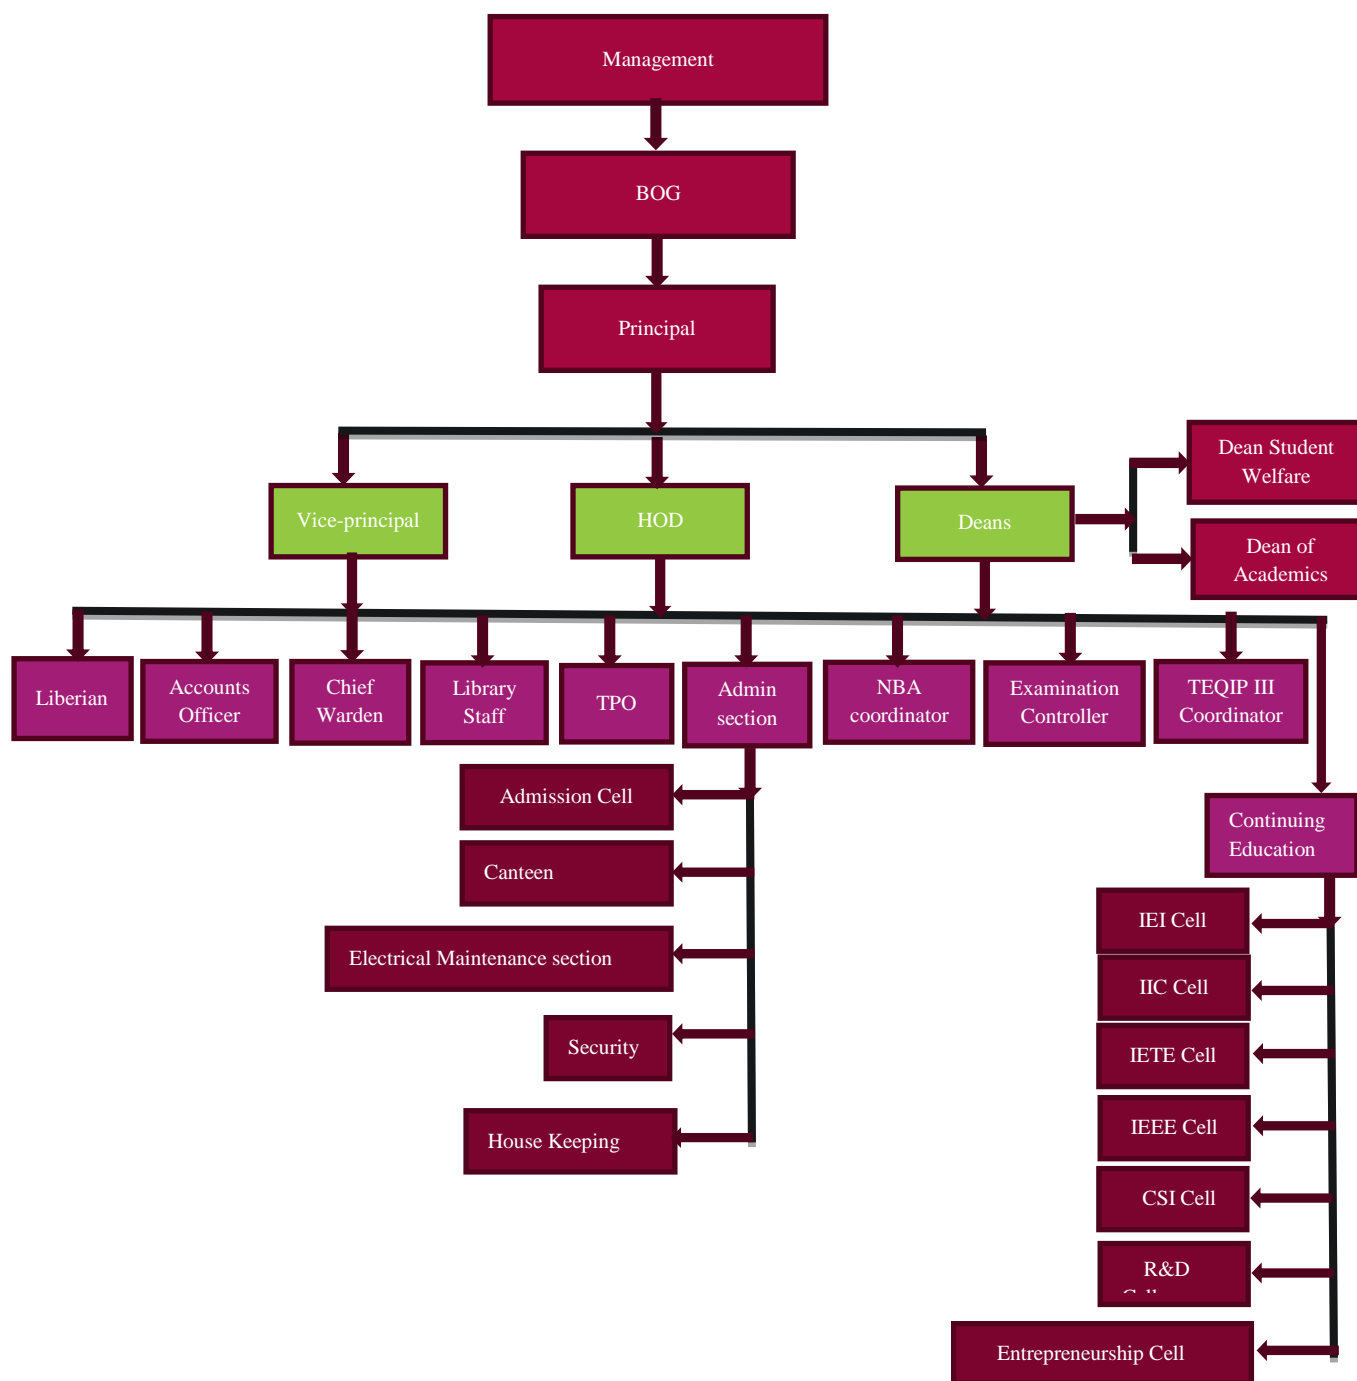 Management
BOG
Principal
Vice-principal
HOD
Deans
Dean Student
Welfare
Dean of
Academics
Liberian
Accounts
Officer
Chief
Warden
Library
Staff
TPO
Admin
section
NBA
coordinator
Examination
Controller
TEQIP III
Coordinator
Admission Cell
Canteen
Electrical Maintenance section
Security
House Keeping
Continuing
Education
IEI Cell
IIC Cell
IETE Cell
IEEE Cell
CSI Cell
R&D
Entrepreneurship Cell